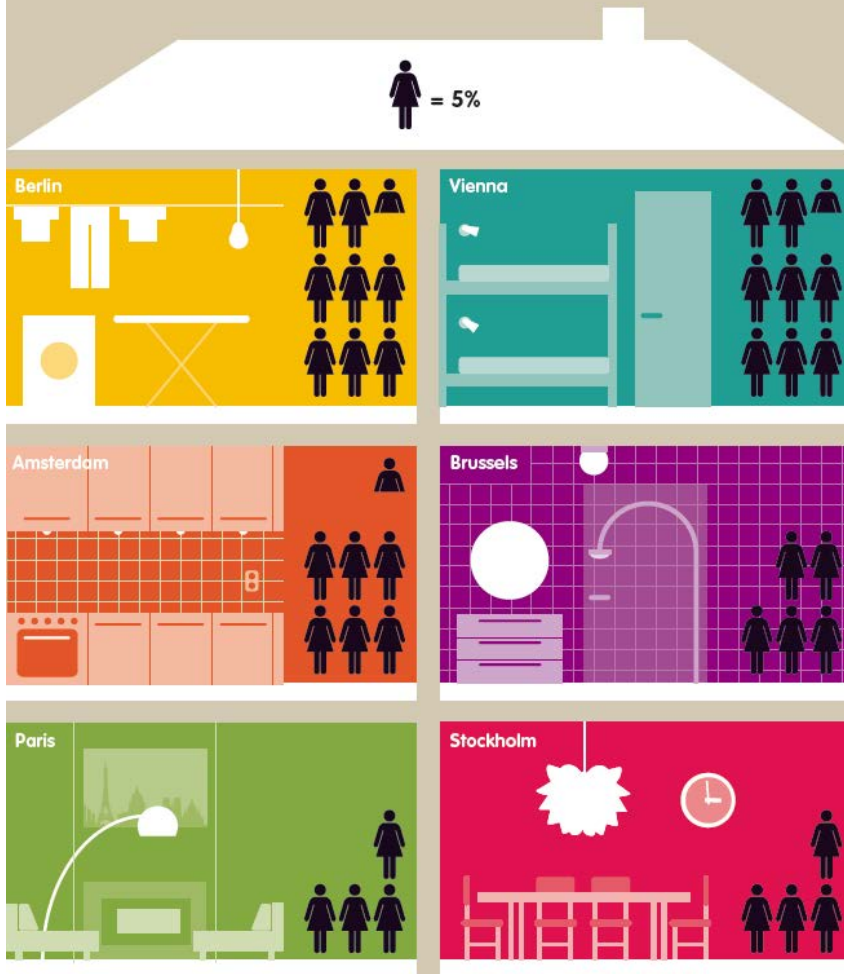 = 5%
Berlin
Vienna
Amsterdam
Brussels
Paris
Stockholm